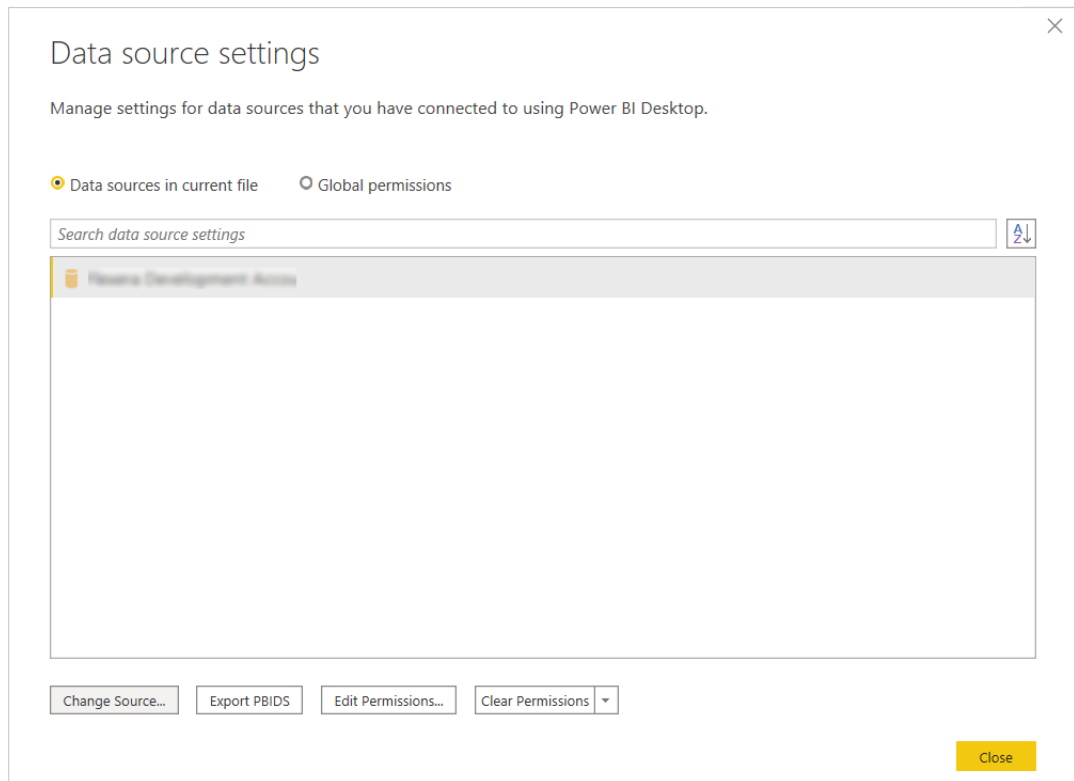 Data source settings
Manage settings for data sources that you have connected to using Power BI Desktop.
Data sources in current file Global permissions
Search data source settings
A
Z
Change Source... Export PBIDS Edit Permissions... Clear Permissions
Close